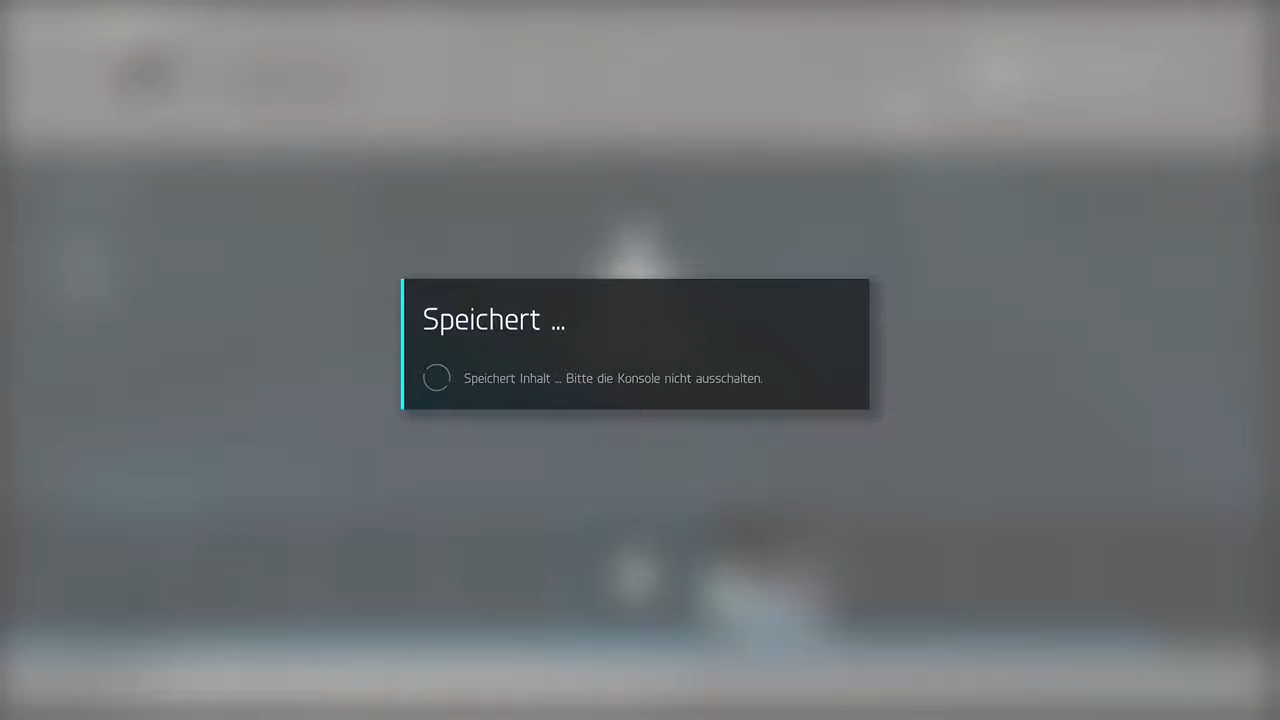 Speichert ...
Speichert Inhalt ... Bitte die Konsole nicht ausschalten.